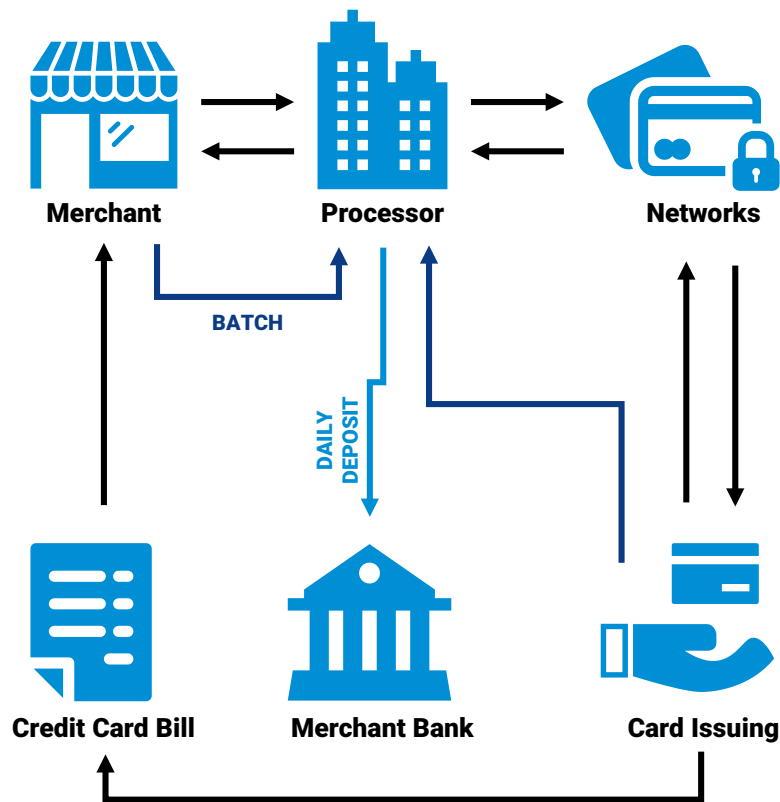 Merchant
Processor
Networks
BATCH
DAILY
DEPOSIT
Credit Card Bill
Merchant Bank
Card Issuing